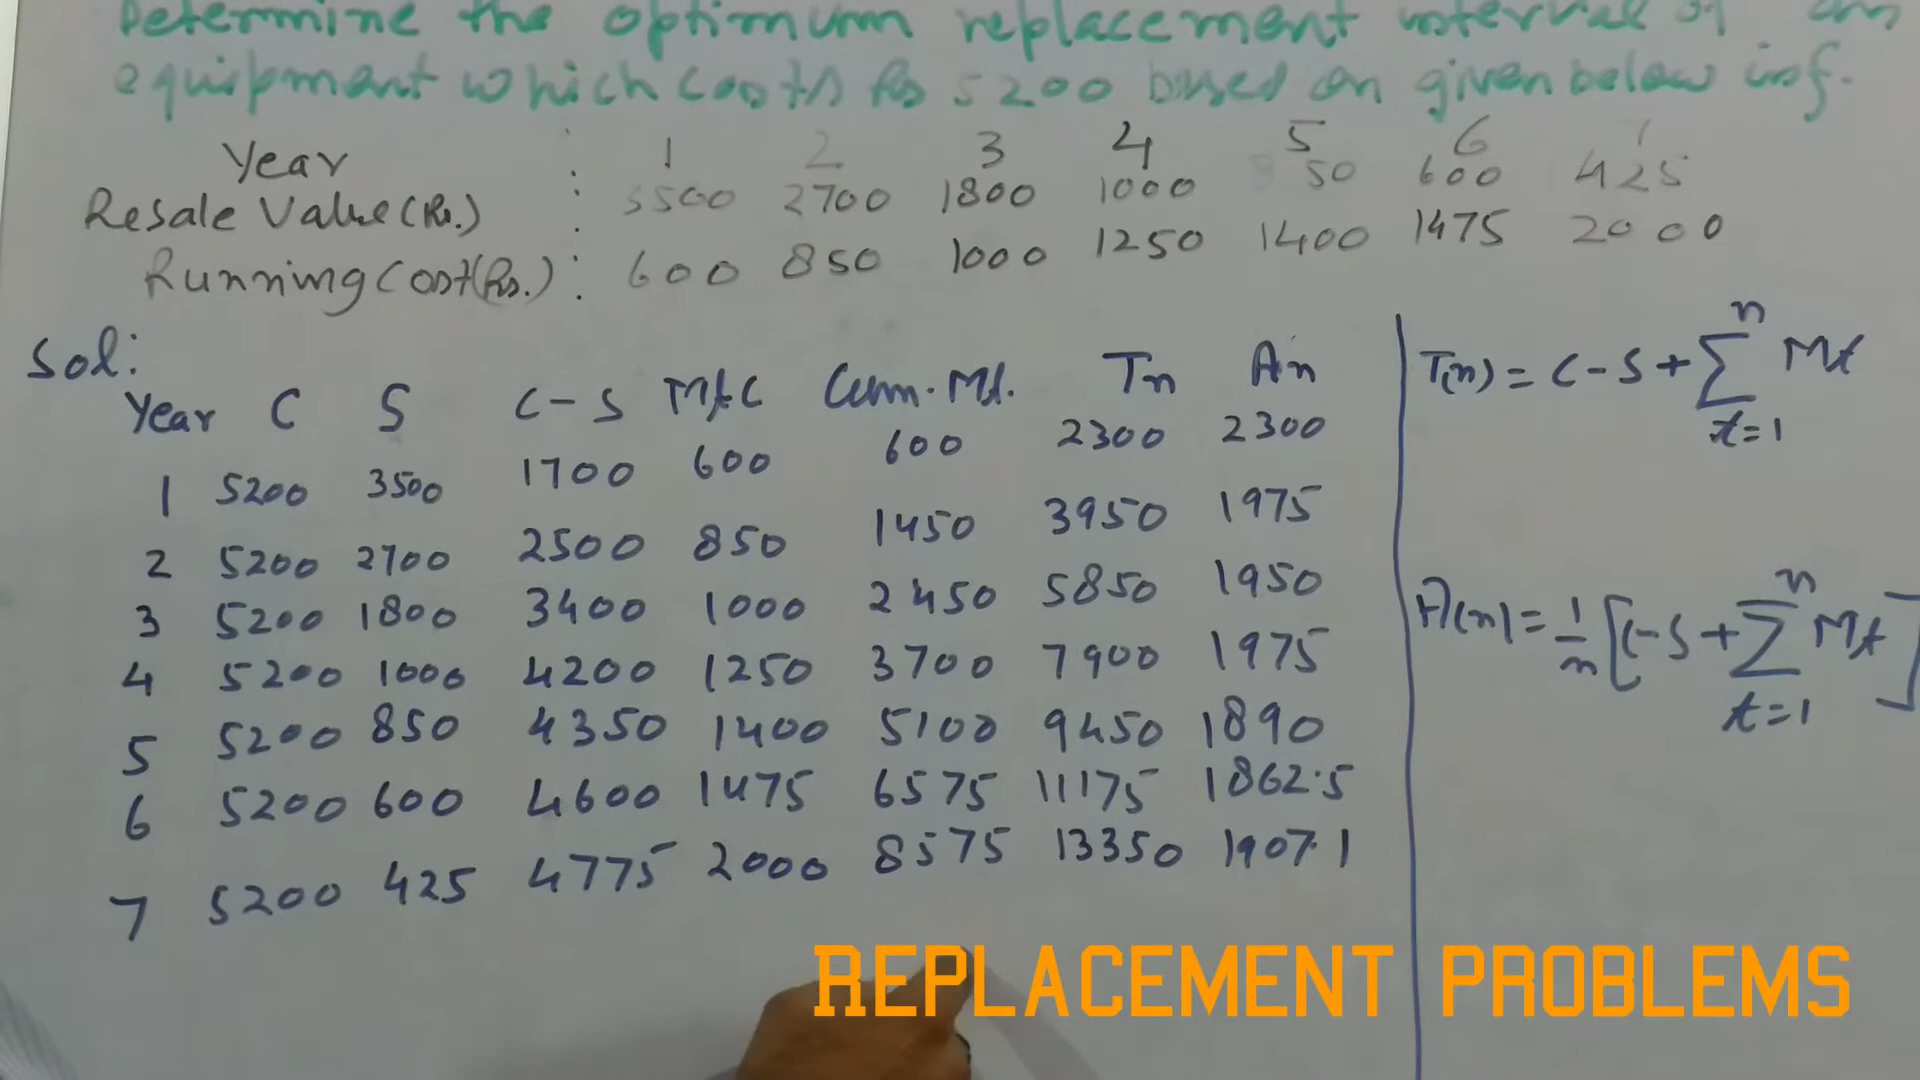 Determine the optimum replacement interval of an
equipment which costs Rs 5200 based on given below inf.
Year : 1 2 3 4 5 6 7
Resale Value (Rs.) : 3500 2700 1800 1000 850 600 425
Running Cost (Rs.) : 600 850 1000 1250 1400 1475 2000
Sol:
Year C S C-S Mt C Cum. Mt. Tn An
1 5200 3500 1700 600 600 2300 2300
2 5200 2700 2500 850 1450 3950 1975
3 5200 1800 3400 1000 2450 5850 1950
4 5200 1000 4200 1250 3700 7900 1975
5 5200 850 4350 1400 5100 9450 1890
6 5200 600 4600 1475 6575 11175 1862.5
7 5200 425 4775 2000 8575 13350 1907.1
T(n) = C-S+ n ∑ t=1 Mt
A(n) = 1/n [C-S+ n ∑ t=1 Mt]
REPLACEMENT PROBLEMS